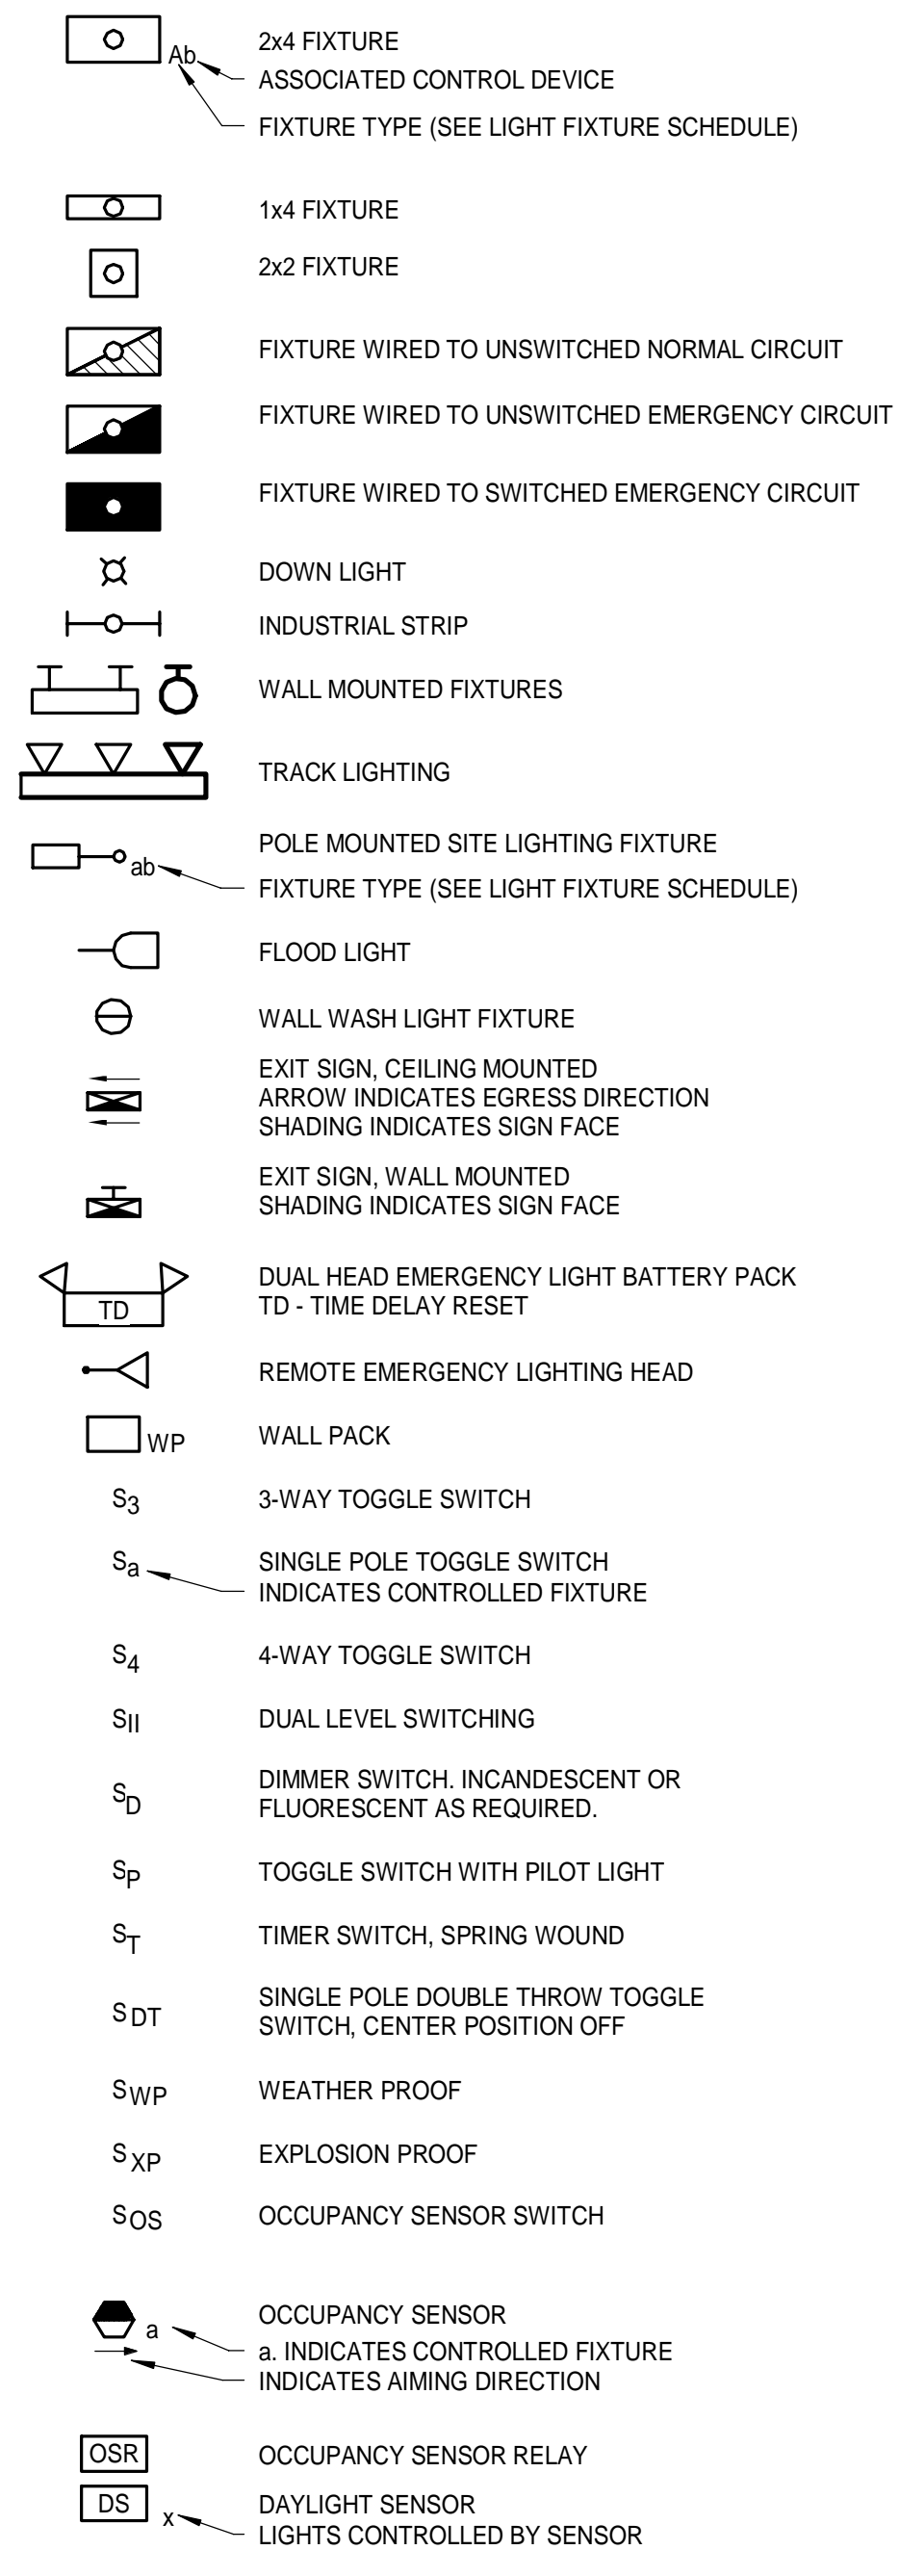 2x4 FIXTURE
Ab
ASSOCIATED CONTROL DEVICE
FIXTURE TYPE (SEE LIGHT FIXTURE SCHEDULE)
1x4 FIXTURE
2x2 FIXTURE
FIXTURE WIRED TO UNSWITCHED NORMAL CIRCUIT
FIXTURE WIRED TO UNSWITCHED EMERGENCY CIRCUIT
FIXTURE WIRED TO SWITCHED EMERGENCY CIRCUIT
DOWN LIGHT
INDUSTRIAL STRIP
WALL MOUNTED FIXTURES
TRACK LIGHTING
POLE MOUNTED SITE LIGHTING FIXTURE
ab
FIXTURE TYPE (SEE LIGHT FIXTURE SCHEDULE)
FLOOD LIGHT
WALL WASH LIGHT FIXTURE
EXIT SIGN, CEILING MOUNTED
ARROW INDICATES EGRESS DIRECTION
SHADING INDICATES SIGN FACE
EXIT SIGN, WALL MOUNTED
SHADING INDICATES SIGN FACE
DUAL HEAD EMERGENCY LIGHT BATTERY PACK
TD TD - TIME DELAY RESET
REMOTE EMERGENCY LIGHTING HEAD
WP WALL PACK
S3 3-WAY TOGGLE SWITCH
Sa SINGLE POLE TOGGLE SWITCH
INDICATES CONTROLLED FIXTURE
S4 4-WAY TOGGLE SWITCH
SII DUAL LEVEL SWITCHING
SD DIMMER SWITCH. INCANDESCENT OR
FLUORESCENT AS REQUIRED.
SP TOGGLE SWITCH WITH PILOT LIGHT
ST TIMER SWITCH, SPRING WOUND
SDT SINGLE POLE DOUBLE THROW TOGGLE
SWITCH, CENTER POSITION OFF
SWP WEATHER PROOF
SXP EXPLOSION PROOF
SOS OCCUPANCY SENSOR SWITCH
OCCUPANCY SENSOR
a
a. INDICATES CONTROLLED FIXTURE
INDICATES AIMING DIRECTION
OSR OCCUPANCY SENSOR RELAY
DS DAYLIGHT SENSOR
x
LIGHTS CONTROLLED BY SENSOR